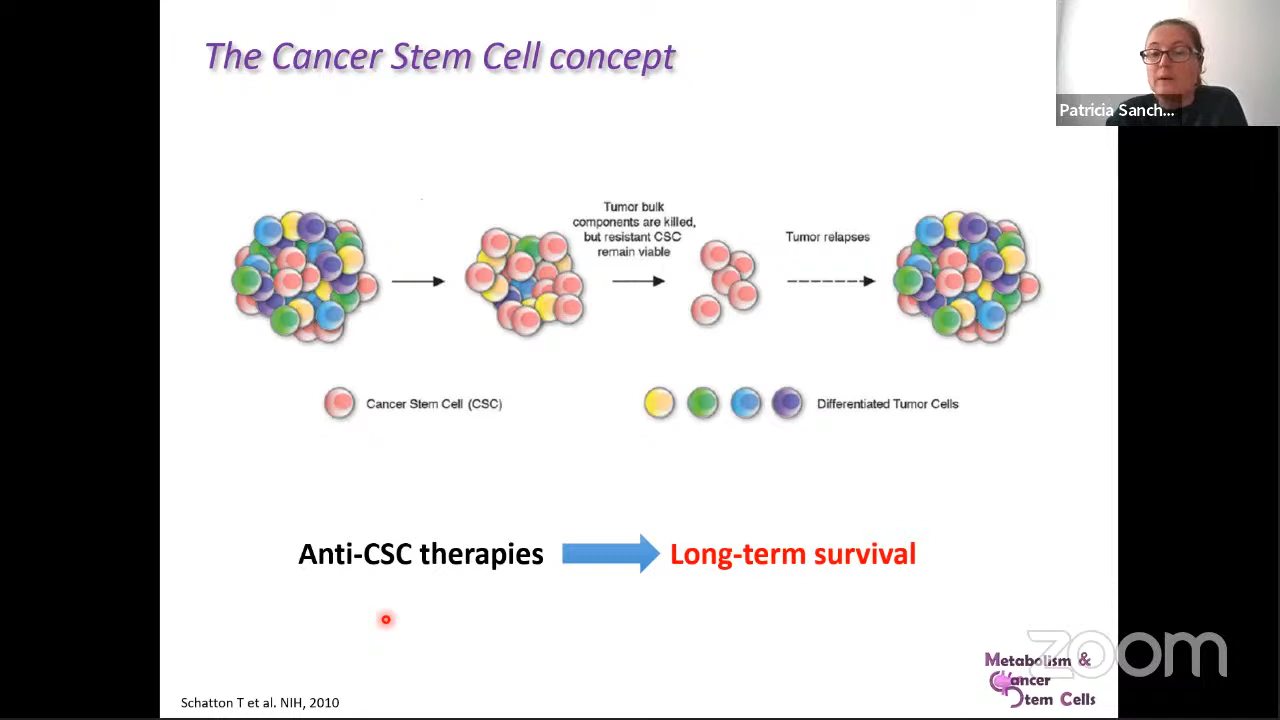 The Cancer Stem Cell concept
Patricia Sanch...
Tumor bulk
components are killed,
but resistant CSC
remain viable
Tumor relapses
Cancer Stem Cell (CSC)
Differentiated Tumor Cells
Anti-CSC therapies
Long-term survival
zoom
Metabolism &
Cancer
Stem Cells
Schatton T et al. NIH, 2010